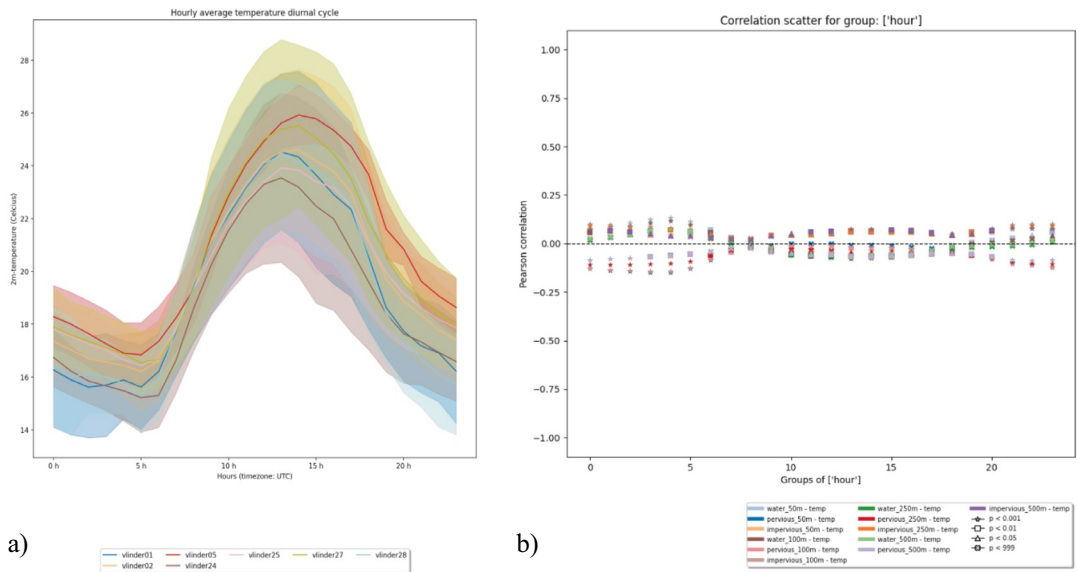 Hourly average temperature diurnal cycle
2m-temperature (Celcius)
28
26
24
22
20
18
16
14
0 h
5 h
10 h
15 h
20 h
Hours (timezone: UTC)
a)
vlinder01
vlinder05
vlinder25
vlinder27
vlinder28
vlinder02
vlinder24
Correlation scatter for group: ['hour']
Pearson correlation
1.00
0.75
0.50
0.25
0.00
−0.25
−0.50
−0.75
−1.00
0
5
10
15
20
Groups of ['hour']
b)
water_50m - temp
pervious_50m - temp
impervious_50m - temp
water_100m - temp
pervious_100m - temp
impervious_100m - temp
water_250m - temp
pervious_250m - temp
impervious_250m - temp
water_500m - temp
pervious_500m - temp
impervious_500m - temp
p < 0.001
p < 0.01
p < 0.05
p < 999